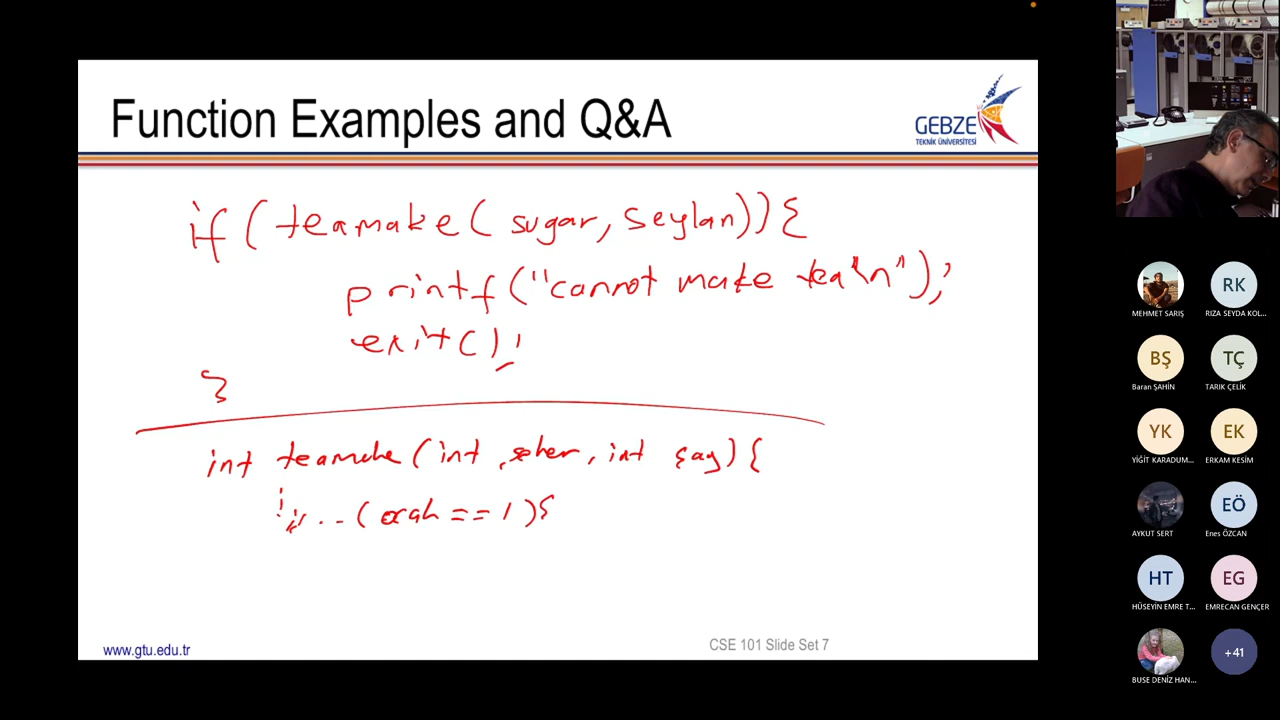 Function Examples and Q&A
GEBZE
TEKNİK ÜNİVERSİTESİ
if (teamake( sugar, seylan)){
printf("cannot make tea\n");
exit();
}
int teamake (int şeker, int çay){
(ocak == 1){
www.gtu.edu.tr
CSE 101 Slide Set 7
MEHMET SARIŞ
RK
RIZA SEYDA KOL...
BŞ
Baran ŞAHİN
TÇ
TARIK ÇELİK
YK
YİĞİT KARADUM...
EK
ERKAM KESİM
AYKUT SERT
EÖ
Enes ÖZCAN
HT
HÜSEYİN EMRE T...
EG
EMRECAN GENÇER
BUSE DENİZ HAN...
+41